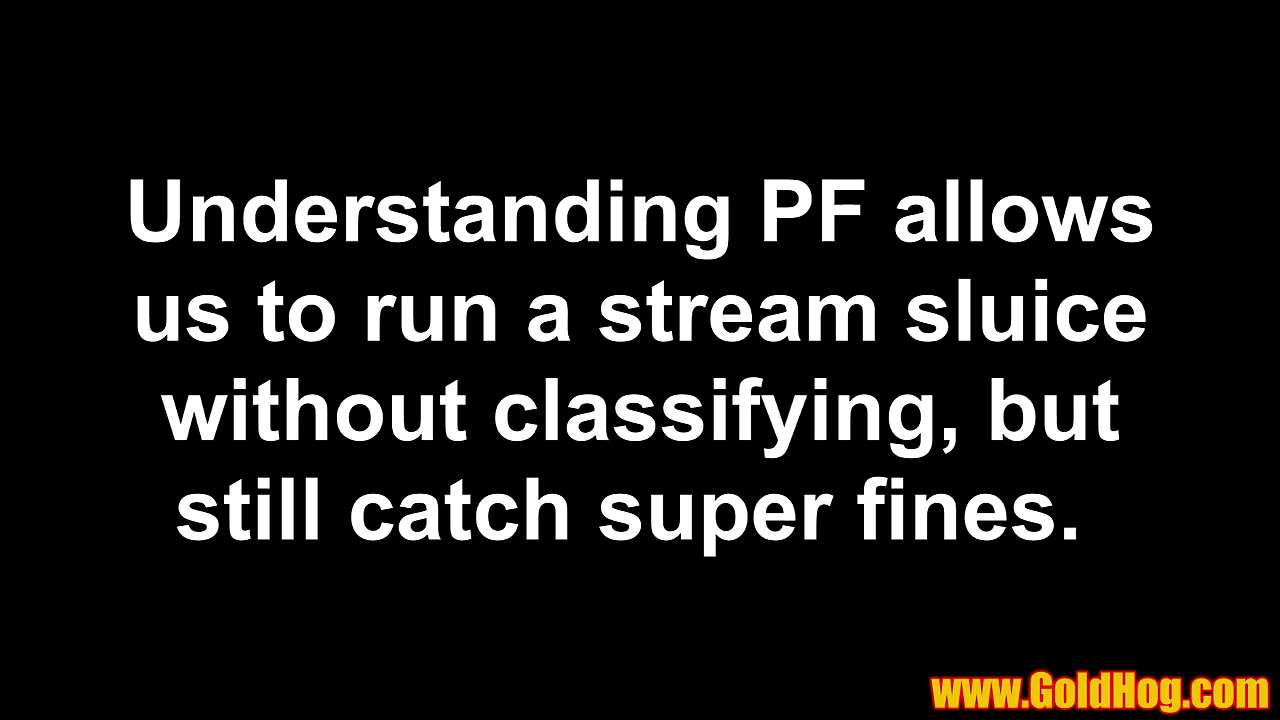 Understanding PF allows
us to run a stream sluice
without classifying, but
still catch super fines.
www.GoldHog.com